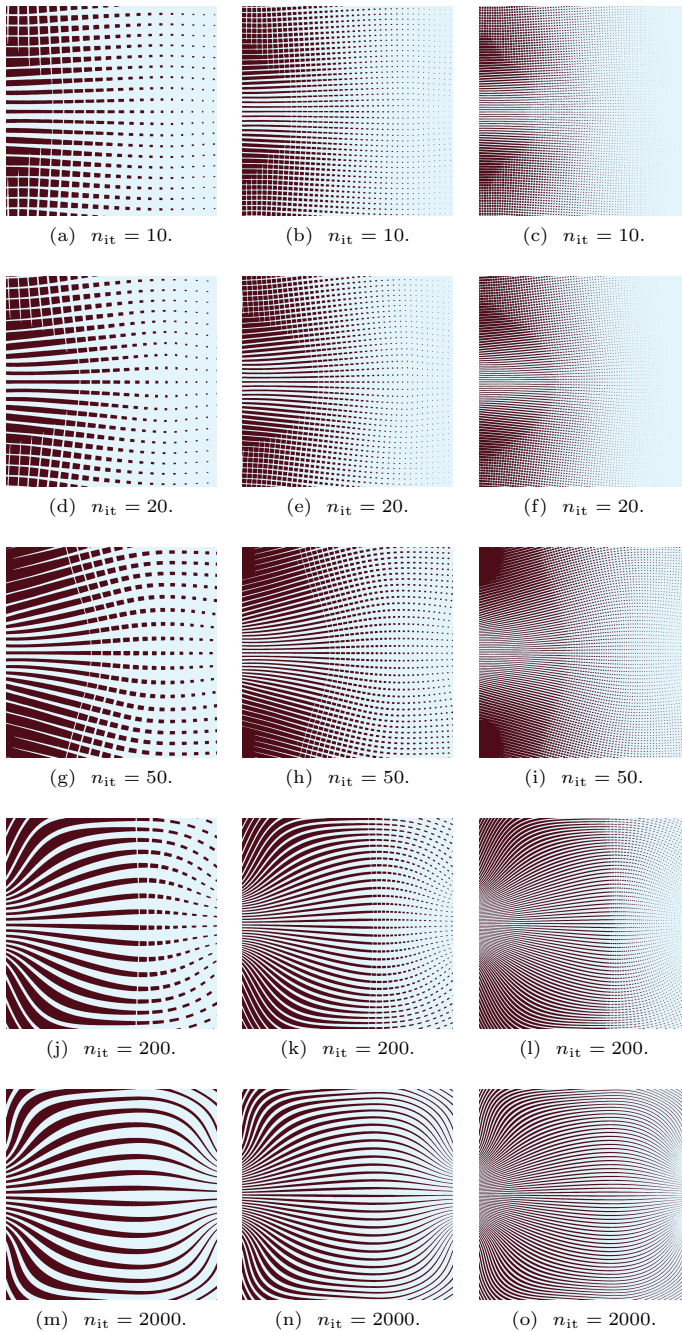 (a) n_it = 10.
(b) n_it = 10.
(c) n_it = 10.
(d) n_it = 20.
(e) n_it = 20.
(f) n_it = 20.
(g) n_it = 50.
(h) n_it = 50.
(i) n_it = 50.
(j) n_it = 200.
(k) n_it = 200.
(l) n_it = 200.
(m) n_it = 2000.
(n) n_it = 2000.
(o) n_it = 2000.